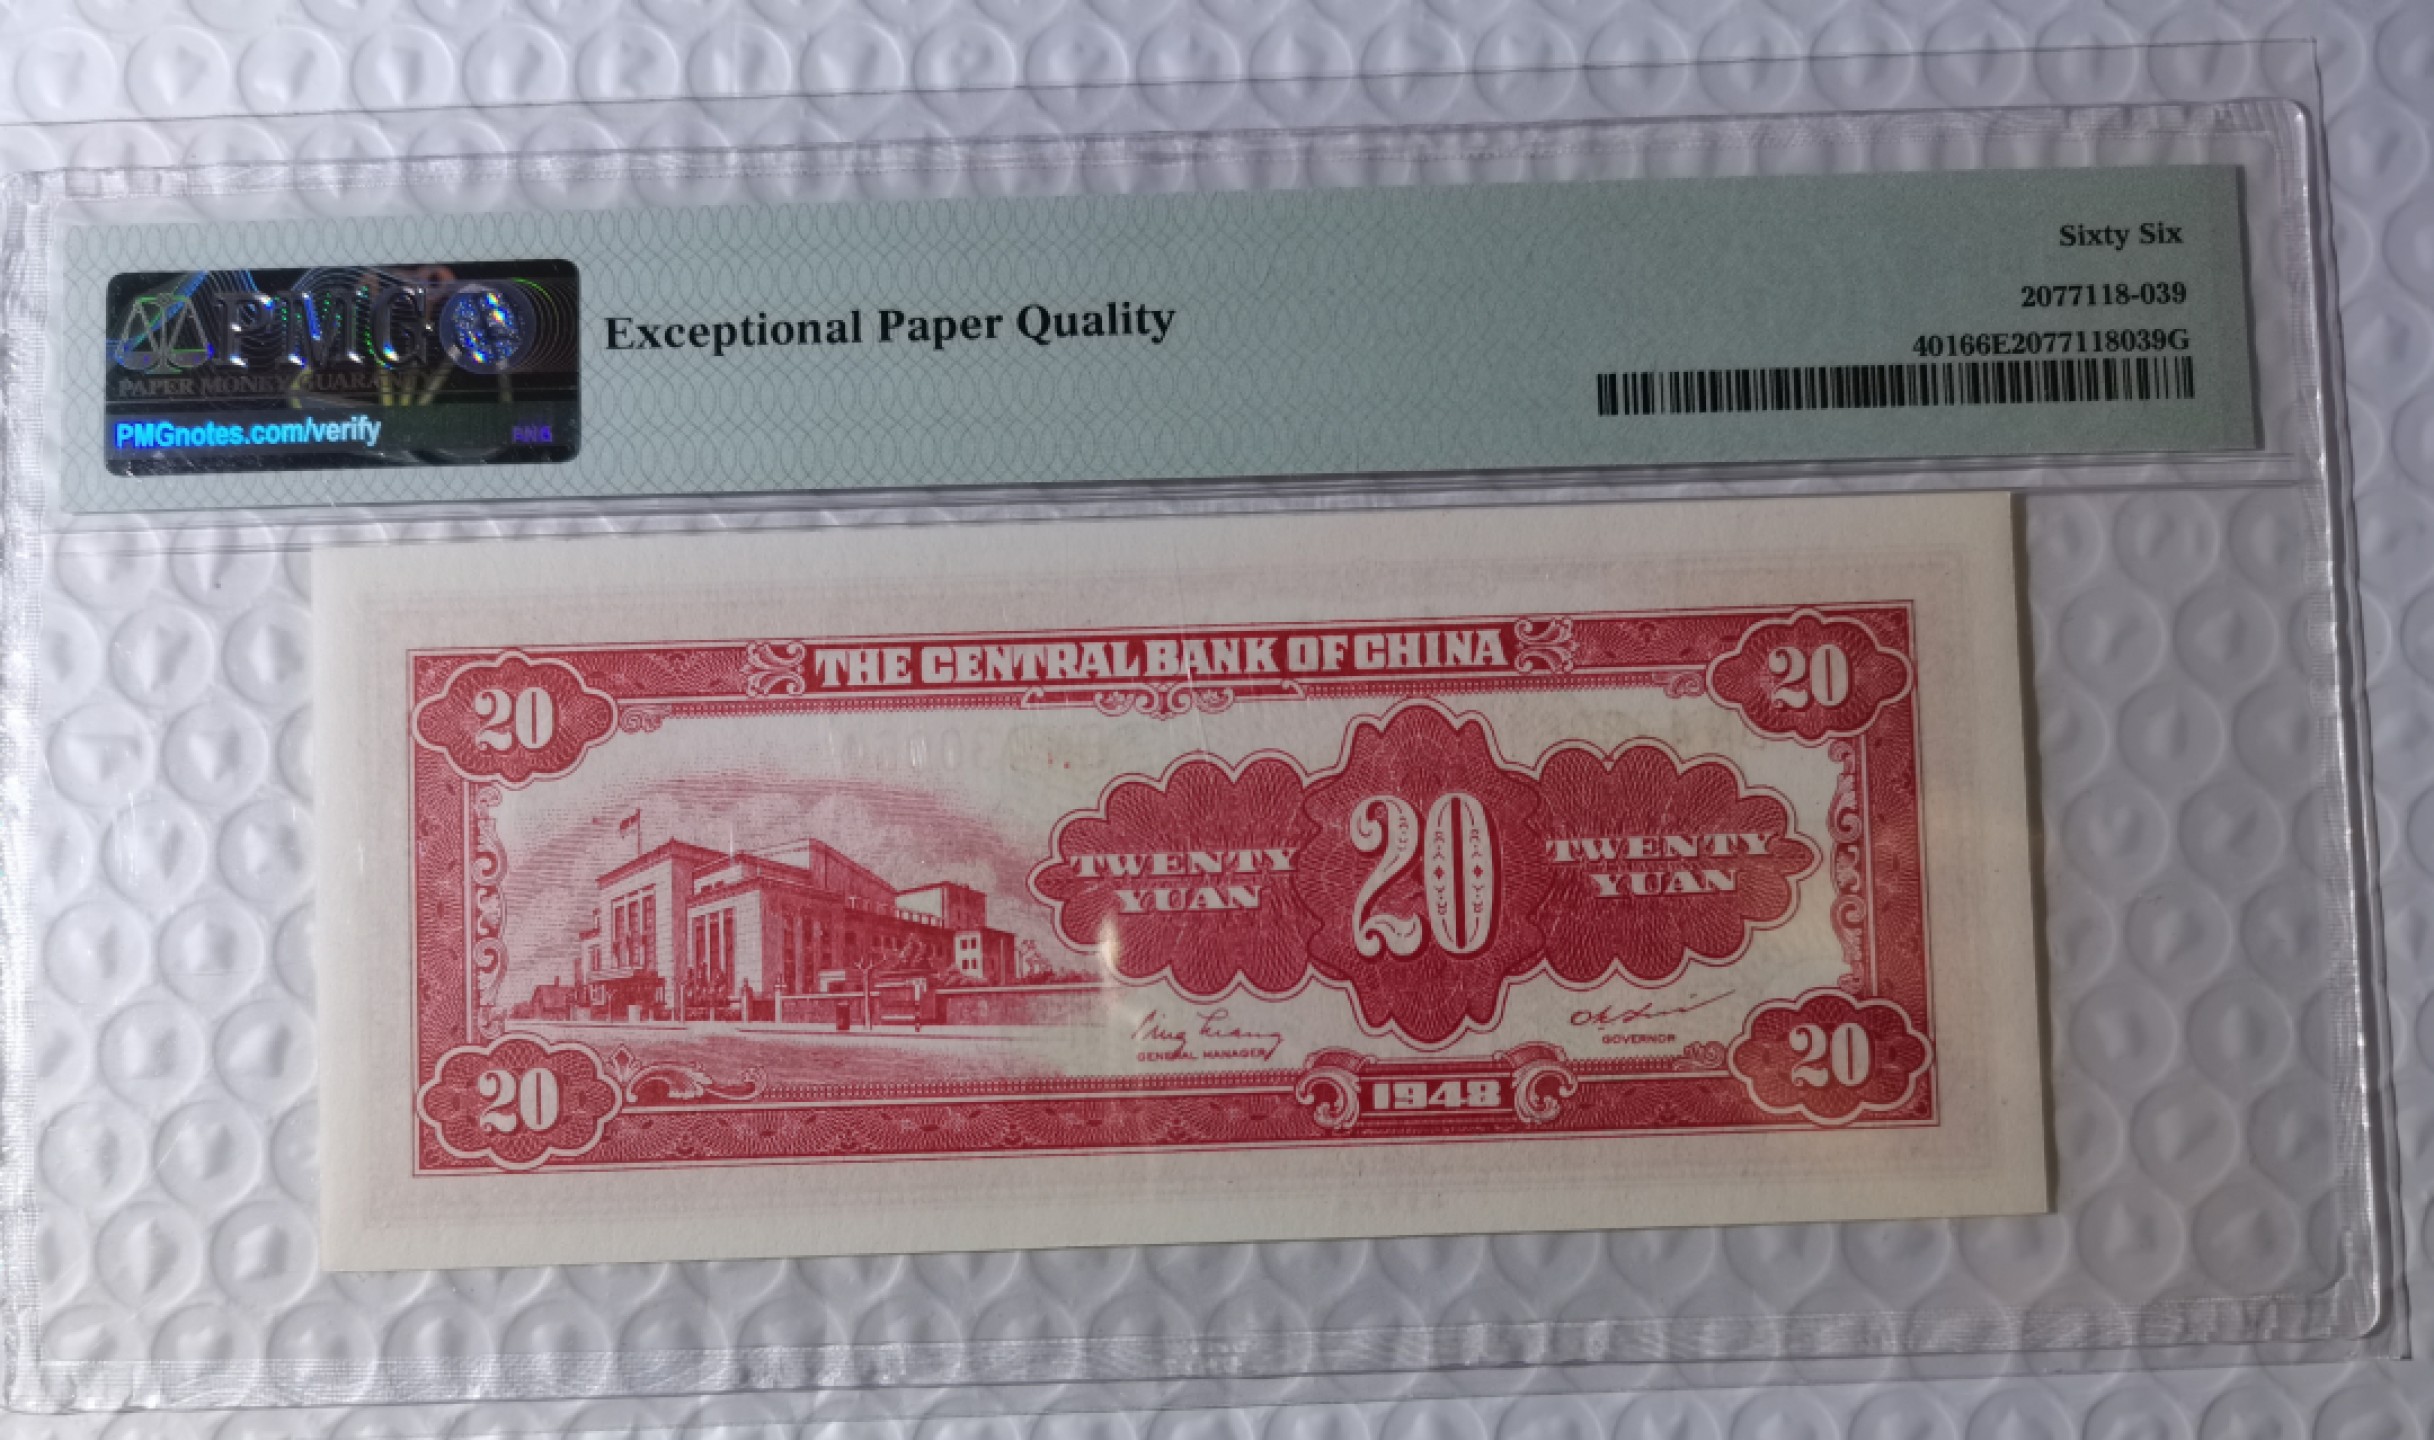 Sixty Six
2077118-039
40166E2077118039G
PMG
PAPER MONEY GUARANTY
PMGnotes.com/verify
Exceptional Paper Quality
THE CENTRAL BANK OF CHINA
20
20
TWENTY
YUAN
20
TWENTY
YUAN
GENERAL MANAGER
GOVERNOR
20
1948
20